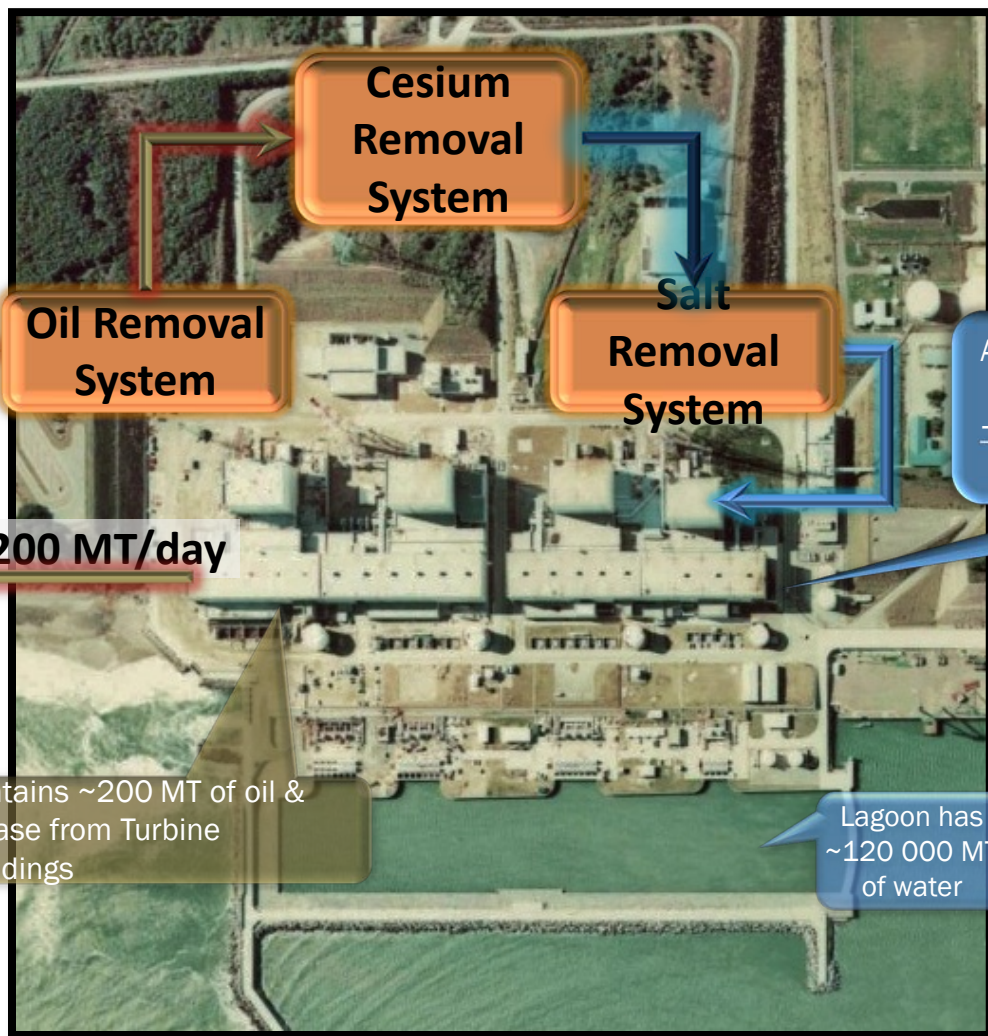 Cesium
Removal
System
Oil Removal
System
Salt
Removal
System
A
200 MT/day
tains ~200 MT of oil &
ase from Turbine
dings
Lagoon has
~120 000 MT
of water